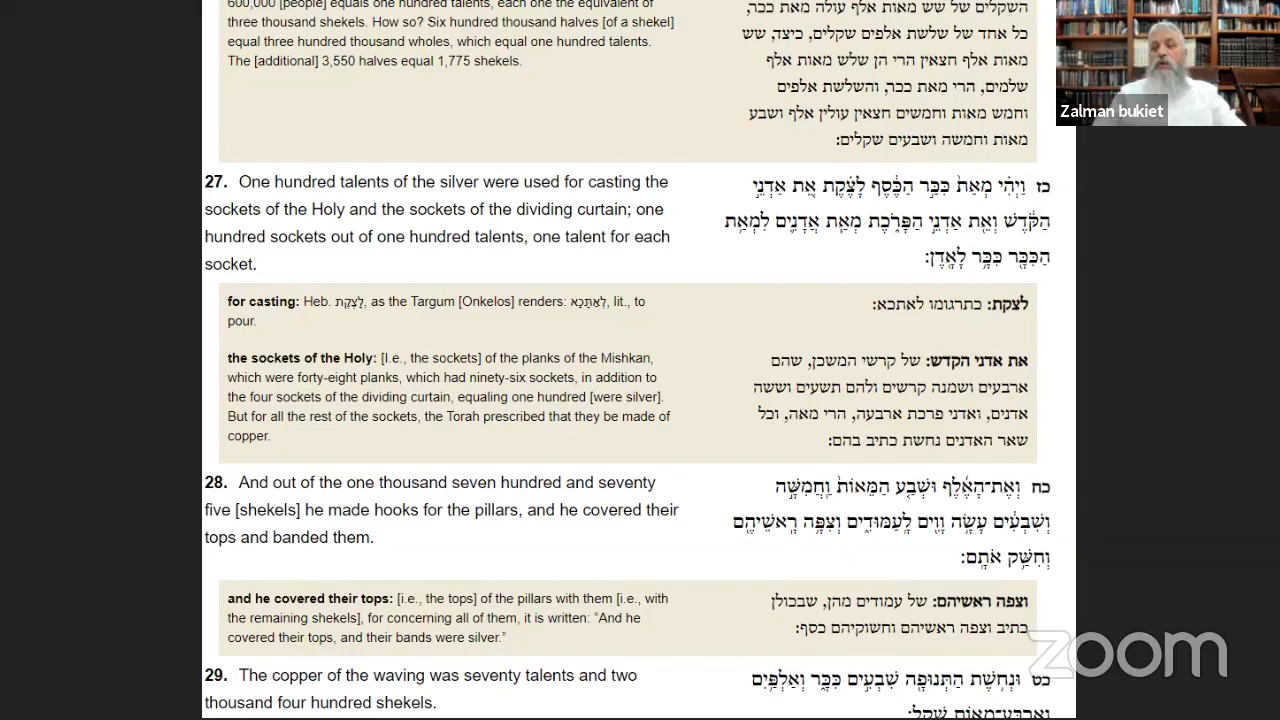 600,000 [people] equals one hundred talents, each one the equivalent of
three thousand shekels. How so? Six hundred thousand halves [of a shekel]
equal three hundred thousand wholes, which equal one hundred talents.
The [additional] 3,550 halves equal 1,775 shekels.
השקלים של שש מאות אלף עולה מאת ככר,
כל אחד של שלשת אלפים שקלים, כיצד, שש
מאות אלף חצאין הרי הן שלש מאות אלף
שלמים, הרי מאת ככר, והשלשת אלפים
וחמש מאות וחמשים חצאין עולין אלף ושבע
מאות וחמשה ושבעים שקלים:
Zalman bukiet
27. One hundred talents of the silver were used for casting the
sockets of the Holy and the sockets of the dividing curtain; one
hundred sockets out of one hundred talents, one talent for each
socket.
כז וַיְהִ֗י מְאַת֙ כִּכַּ֣ר הַכֶּ֔סֶף לָצֶ֗קֶת אֵ֚ת אַדְנֵ֣י
הַקֹּ֔דֶשׁ וְאֵ֖ת אַדְנֵ֣י הַפָּרֹ֑כֶת מְאַ֧ת אֲדָנִ֛ים לִמְאַ֥ת
הַכִּכָּ֖ר כִּכָּ֥ר לָאָֽדֶן:
for casting: Heb. לָצֶקֶת, as the Targum [Onkelos] renders: לְאַתָּכָא, lit., to
pour.
לצקת: כתרגומו לאתכא:
the sockets of the Holy: [I.e., the sockets] of the planks of the Mishkan,
which were forty-eight planks, which had ninety-six sockets, in addition to
the four sockets of the dividing curtain, equaling one hundred [were silver].
But for all the rest of the sockets, the Torah prescribed that they be made of
copper.
את אדני הקדש: של קרשי המשכן, שהם
ארבעים ושמנה קרשים ולהם תשעים וששה
אדנים, ואדני פרכת ארבעה, הרי מאה, וכל
שאר האדנים נחשת כתיב בהם:
28. And out of the one thousand seven hundred and seventy
five [shekels] he made hooks for the pillars, and he covered their
tops and banded them.
כח וְאֶת־הָאֶ֜לֶף וּשְׁבַ֤ע הַמֵּאוֹת֙ וַֽחֲמִשָּׁ֣ה
וְשִׁבְעִ֔ים עָשָׂ֥ה וָוִ֖ים לָֽעַמּוּדִ֑ים וְצִפָּ֥ה רָֽאשֵׁיהֶ֖ם
וְחִשַּׁ֥ק אֹתָֽם:
and he covered their tops: [i.e., the tops] of the pillars with them [i.e., with
the remaining shekels], for concerning all of them, it is written: “And he
covered their tops, and their bands were silver.”
וצפה ראשיהם: של עמודים מהן, שבכולן
כתיב וצפה ראשיהם וחשוקיהם כסף:
zoom
29. The copper of the waving was seventy talents and two
thousand four hundred shekels.
כט וּנְח֥שֶׁת הַתְּנוּפָ֖ה שִׁבְעִ֣ים כִּכָּ֑ר וְאַלְפַּ֥יִם
וְאַרְבַּע־מֵא֖וֹת שָֽׁקֶל: